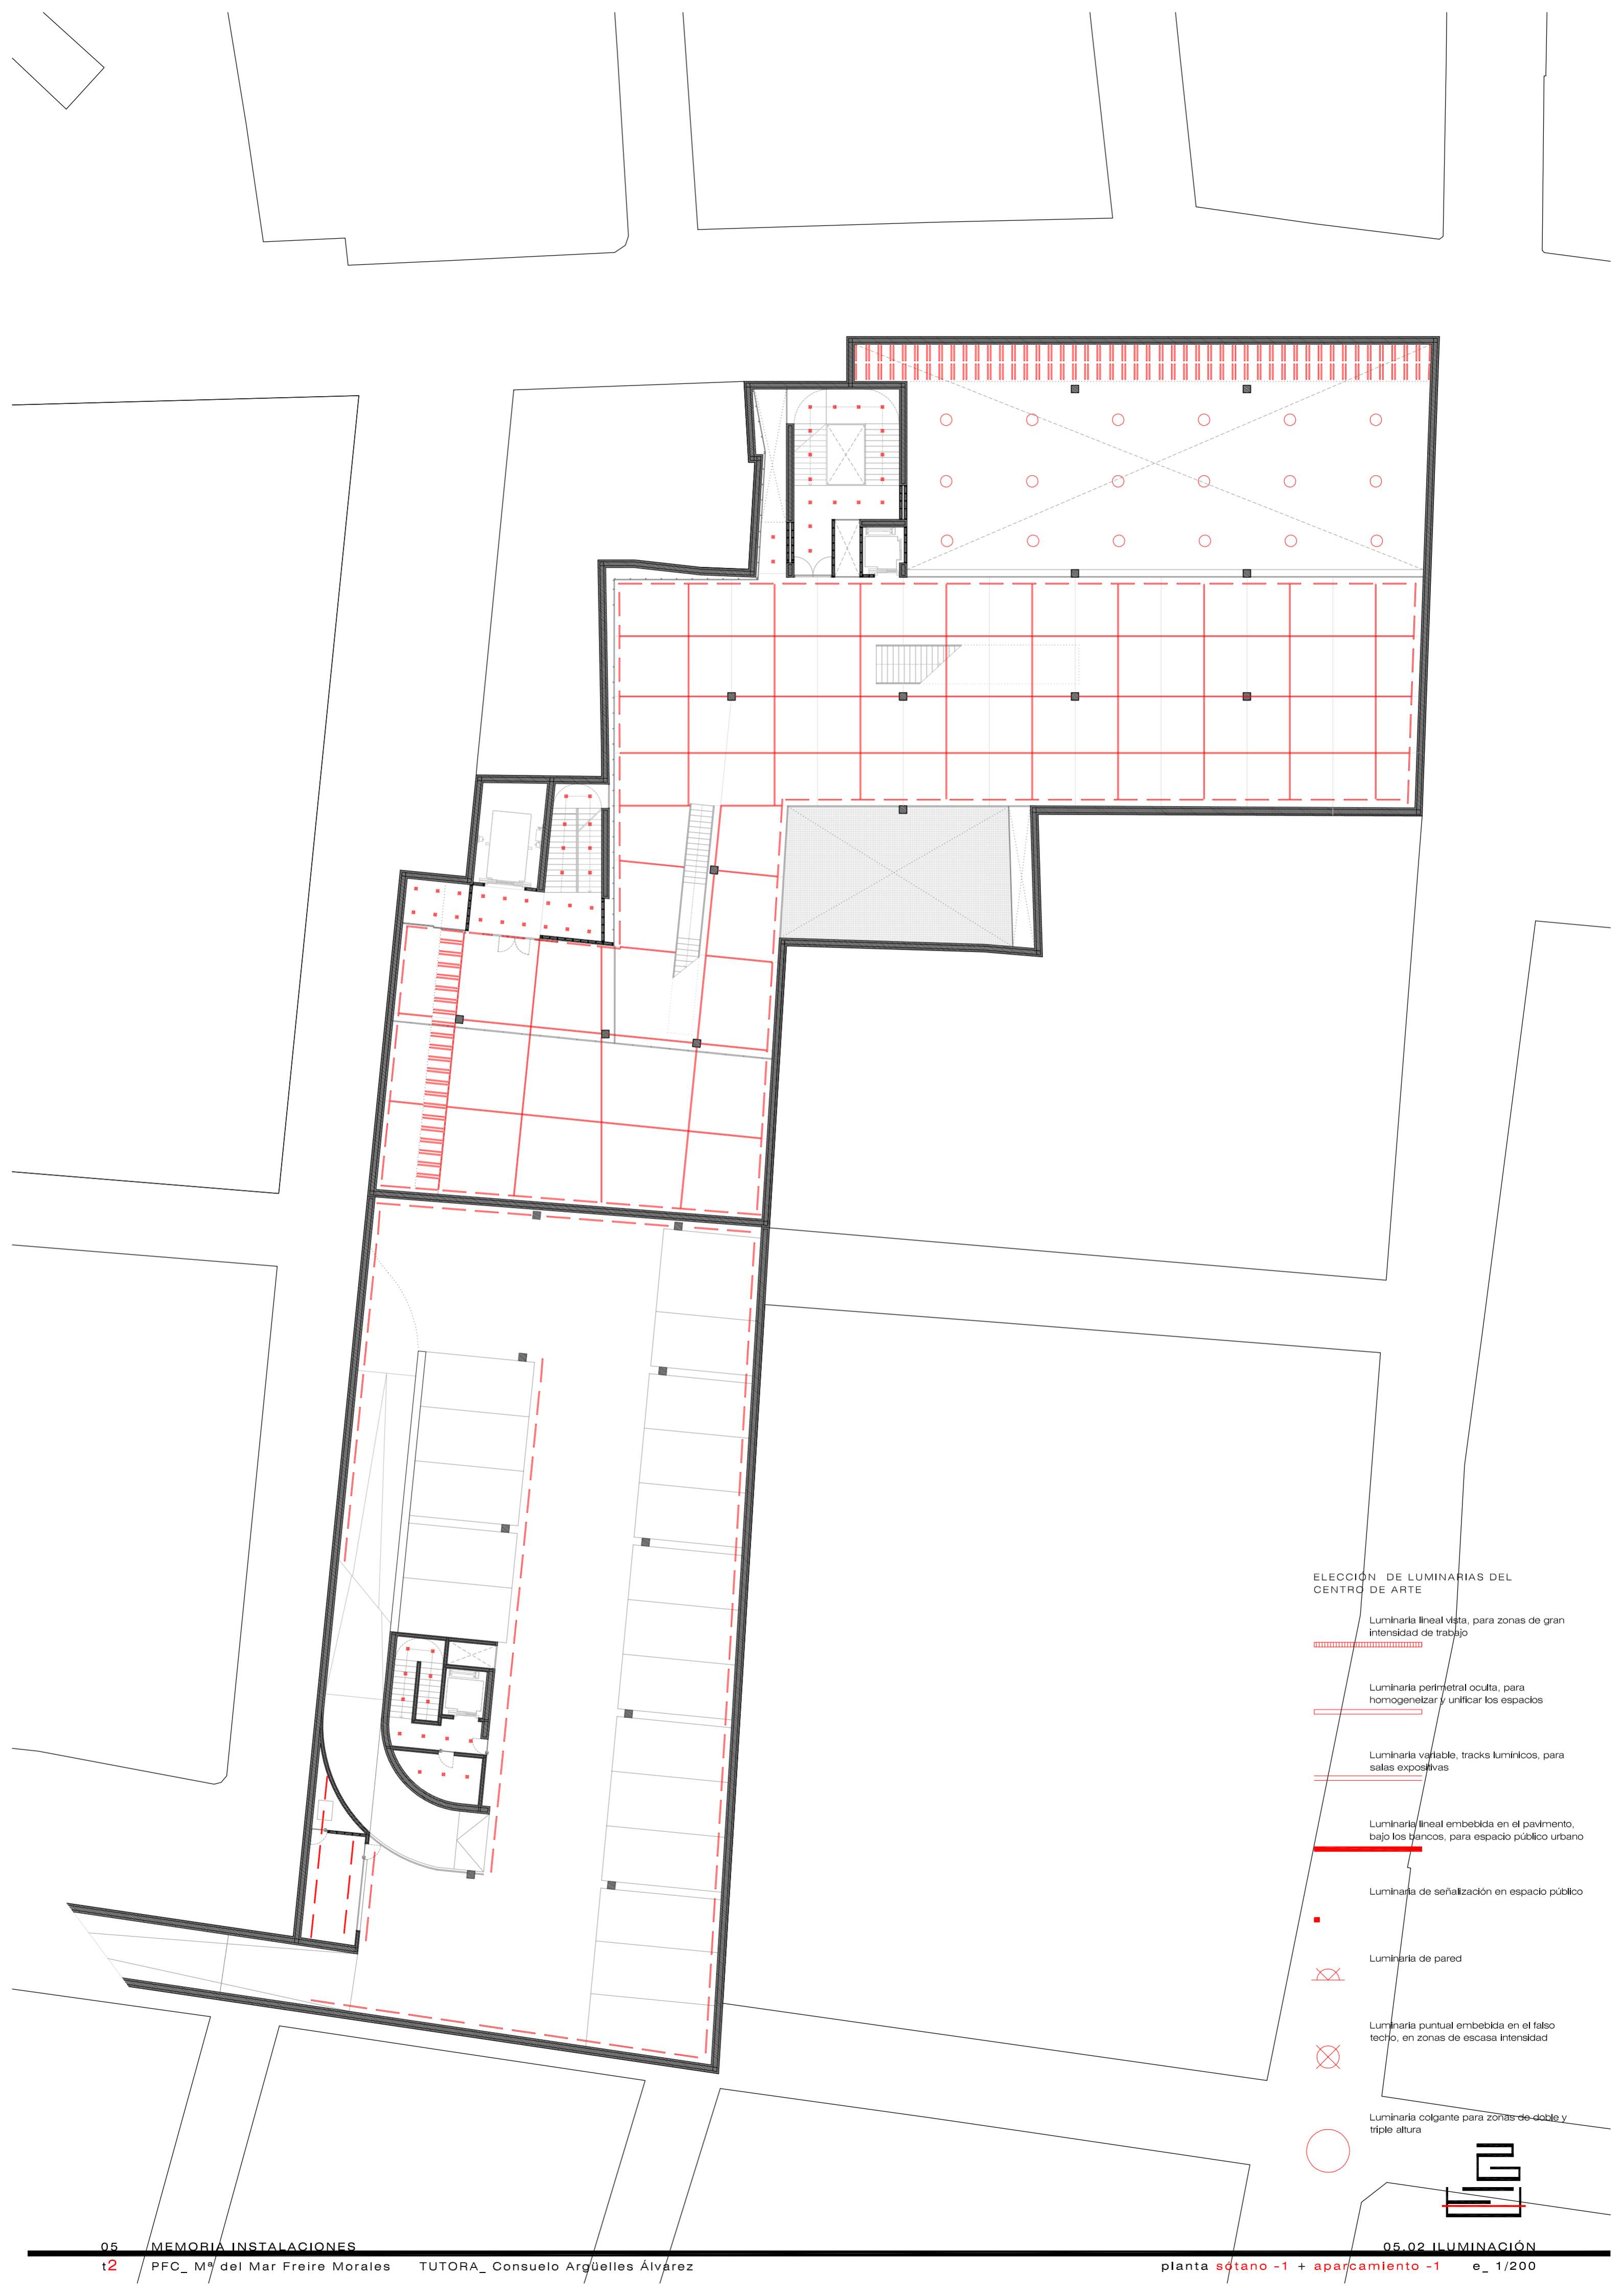 ELECCIÓN DE LUMINARIAS DEL
CENTRO DE ARTE
Luminaria lineal vista, para zonas de gran
intensidad de trabajo
Luminaria perimetral oculta, para
homogeneizar y unificar los espacios
Luminaria variable, tracks lumínicos, para
salas expositivas
Luminaria lineal embebida en el pavimento,
bajo los bancos, para espacio público urbano
Luminaria de señalización en espacio público
Luminaria de pared
Luminaria puntual embebida en el falso
techo, en zonas de escasa intensidad
Luminaria colgante para zonas de doble y
triple altura
05 MEMORIA INSTALACIONES
05.02 ILUMINACIÓN
t2 PFC_ Mª del Mar Freire Morales TUTORA_ Consuelo Argüelles Álvarez
planta sótano -1 + aparcamiento -1 e_ 1/200